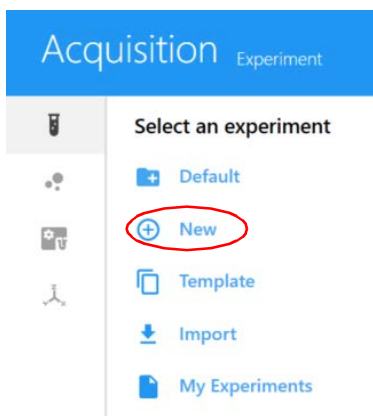 Acquisition Experiment
Select an experiment
Default
New
Template
Import
My Experiments